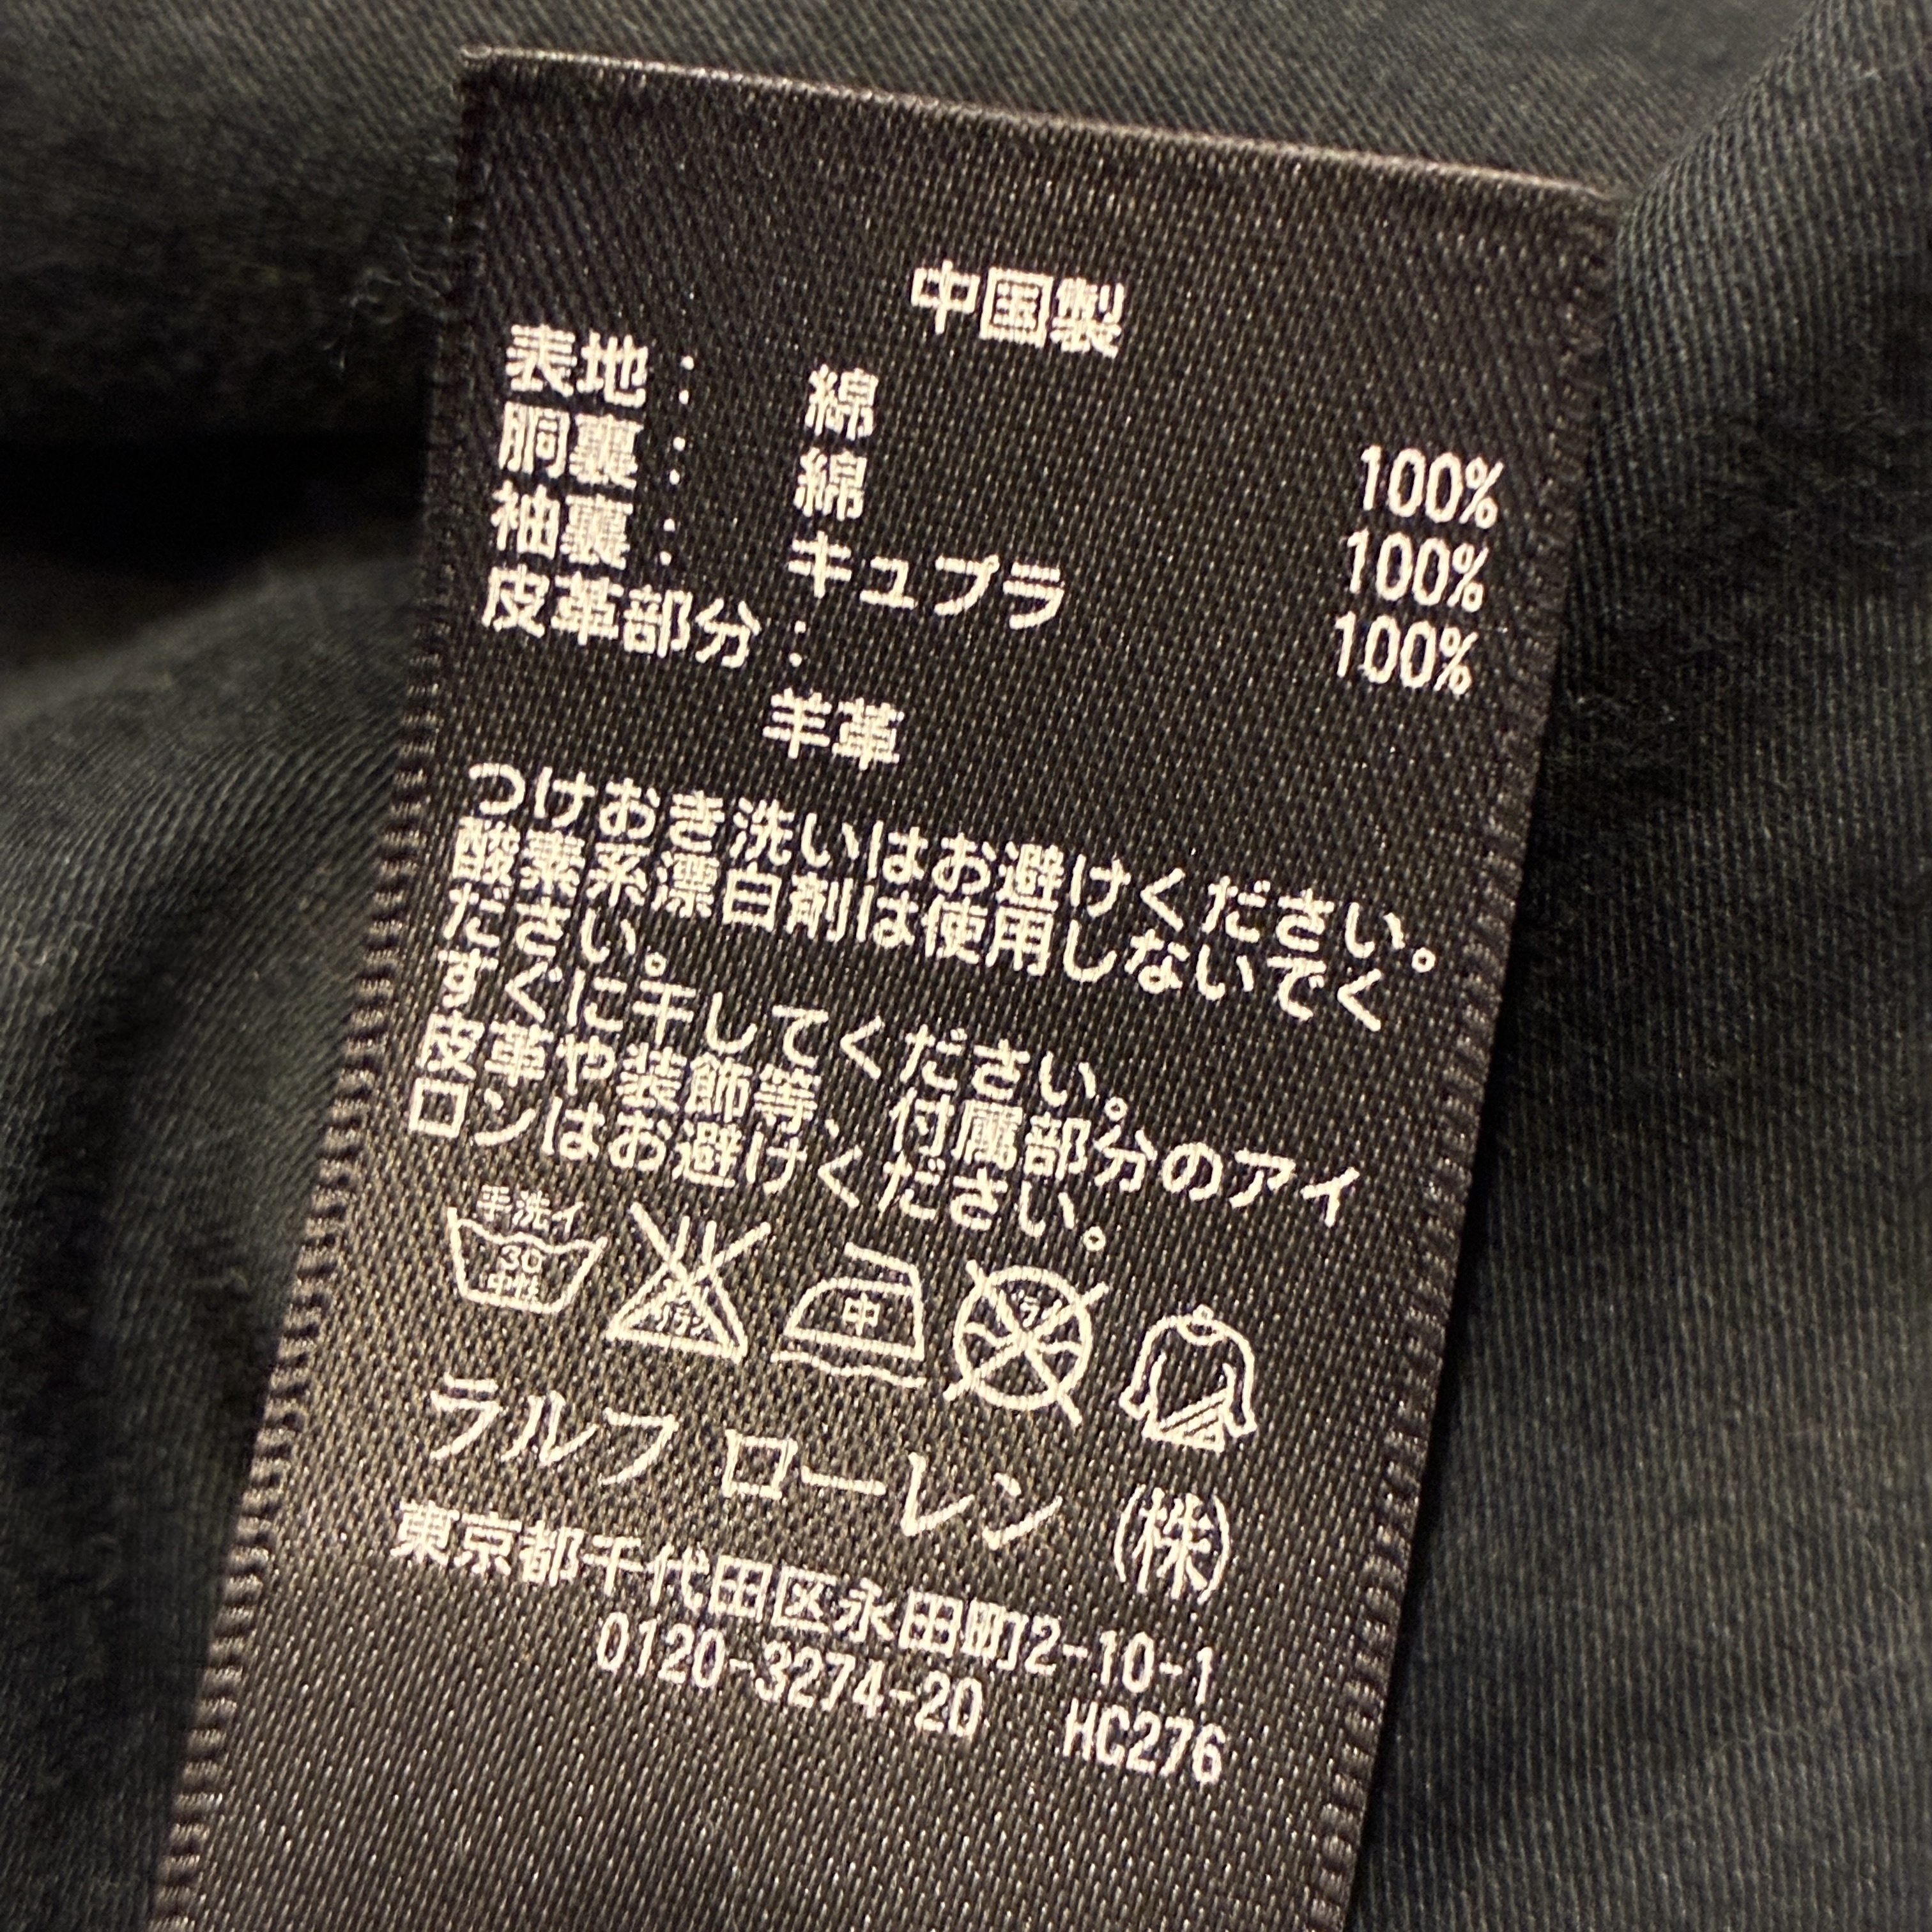 中国製
表地： 綿 100%
胴裏： 綿 100%
袖裏： キュプラ 100%
皮革部分：
羊革
つけおき洗いはお避けください。
酸素系漂白剤は使用しないでく
ださい。
すぐに干してください。
皮革や装飾等、付属部分のアイ
ロンはお避けください。
手洗イ
30
中性
中
ドライ
ラルフ ローレン (株)
東京都千代田区永田町2-10-1
0120-3274-20 HC276